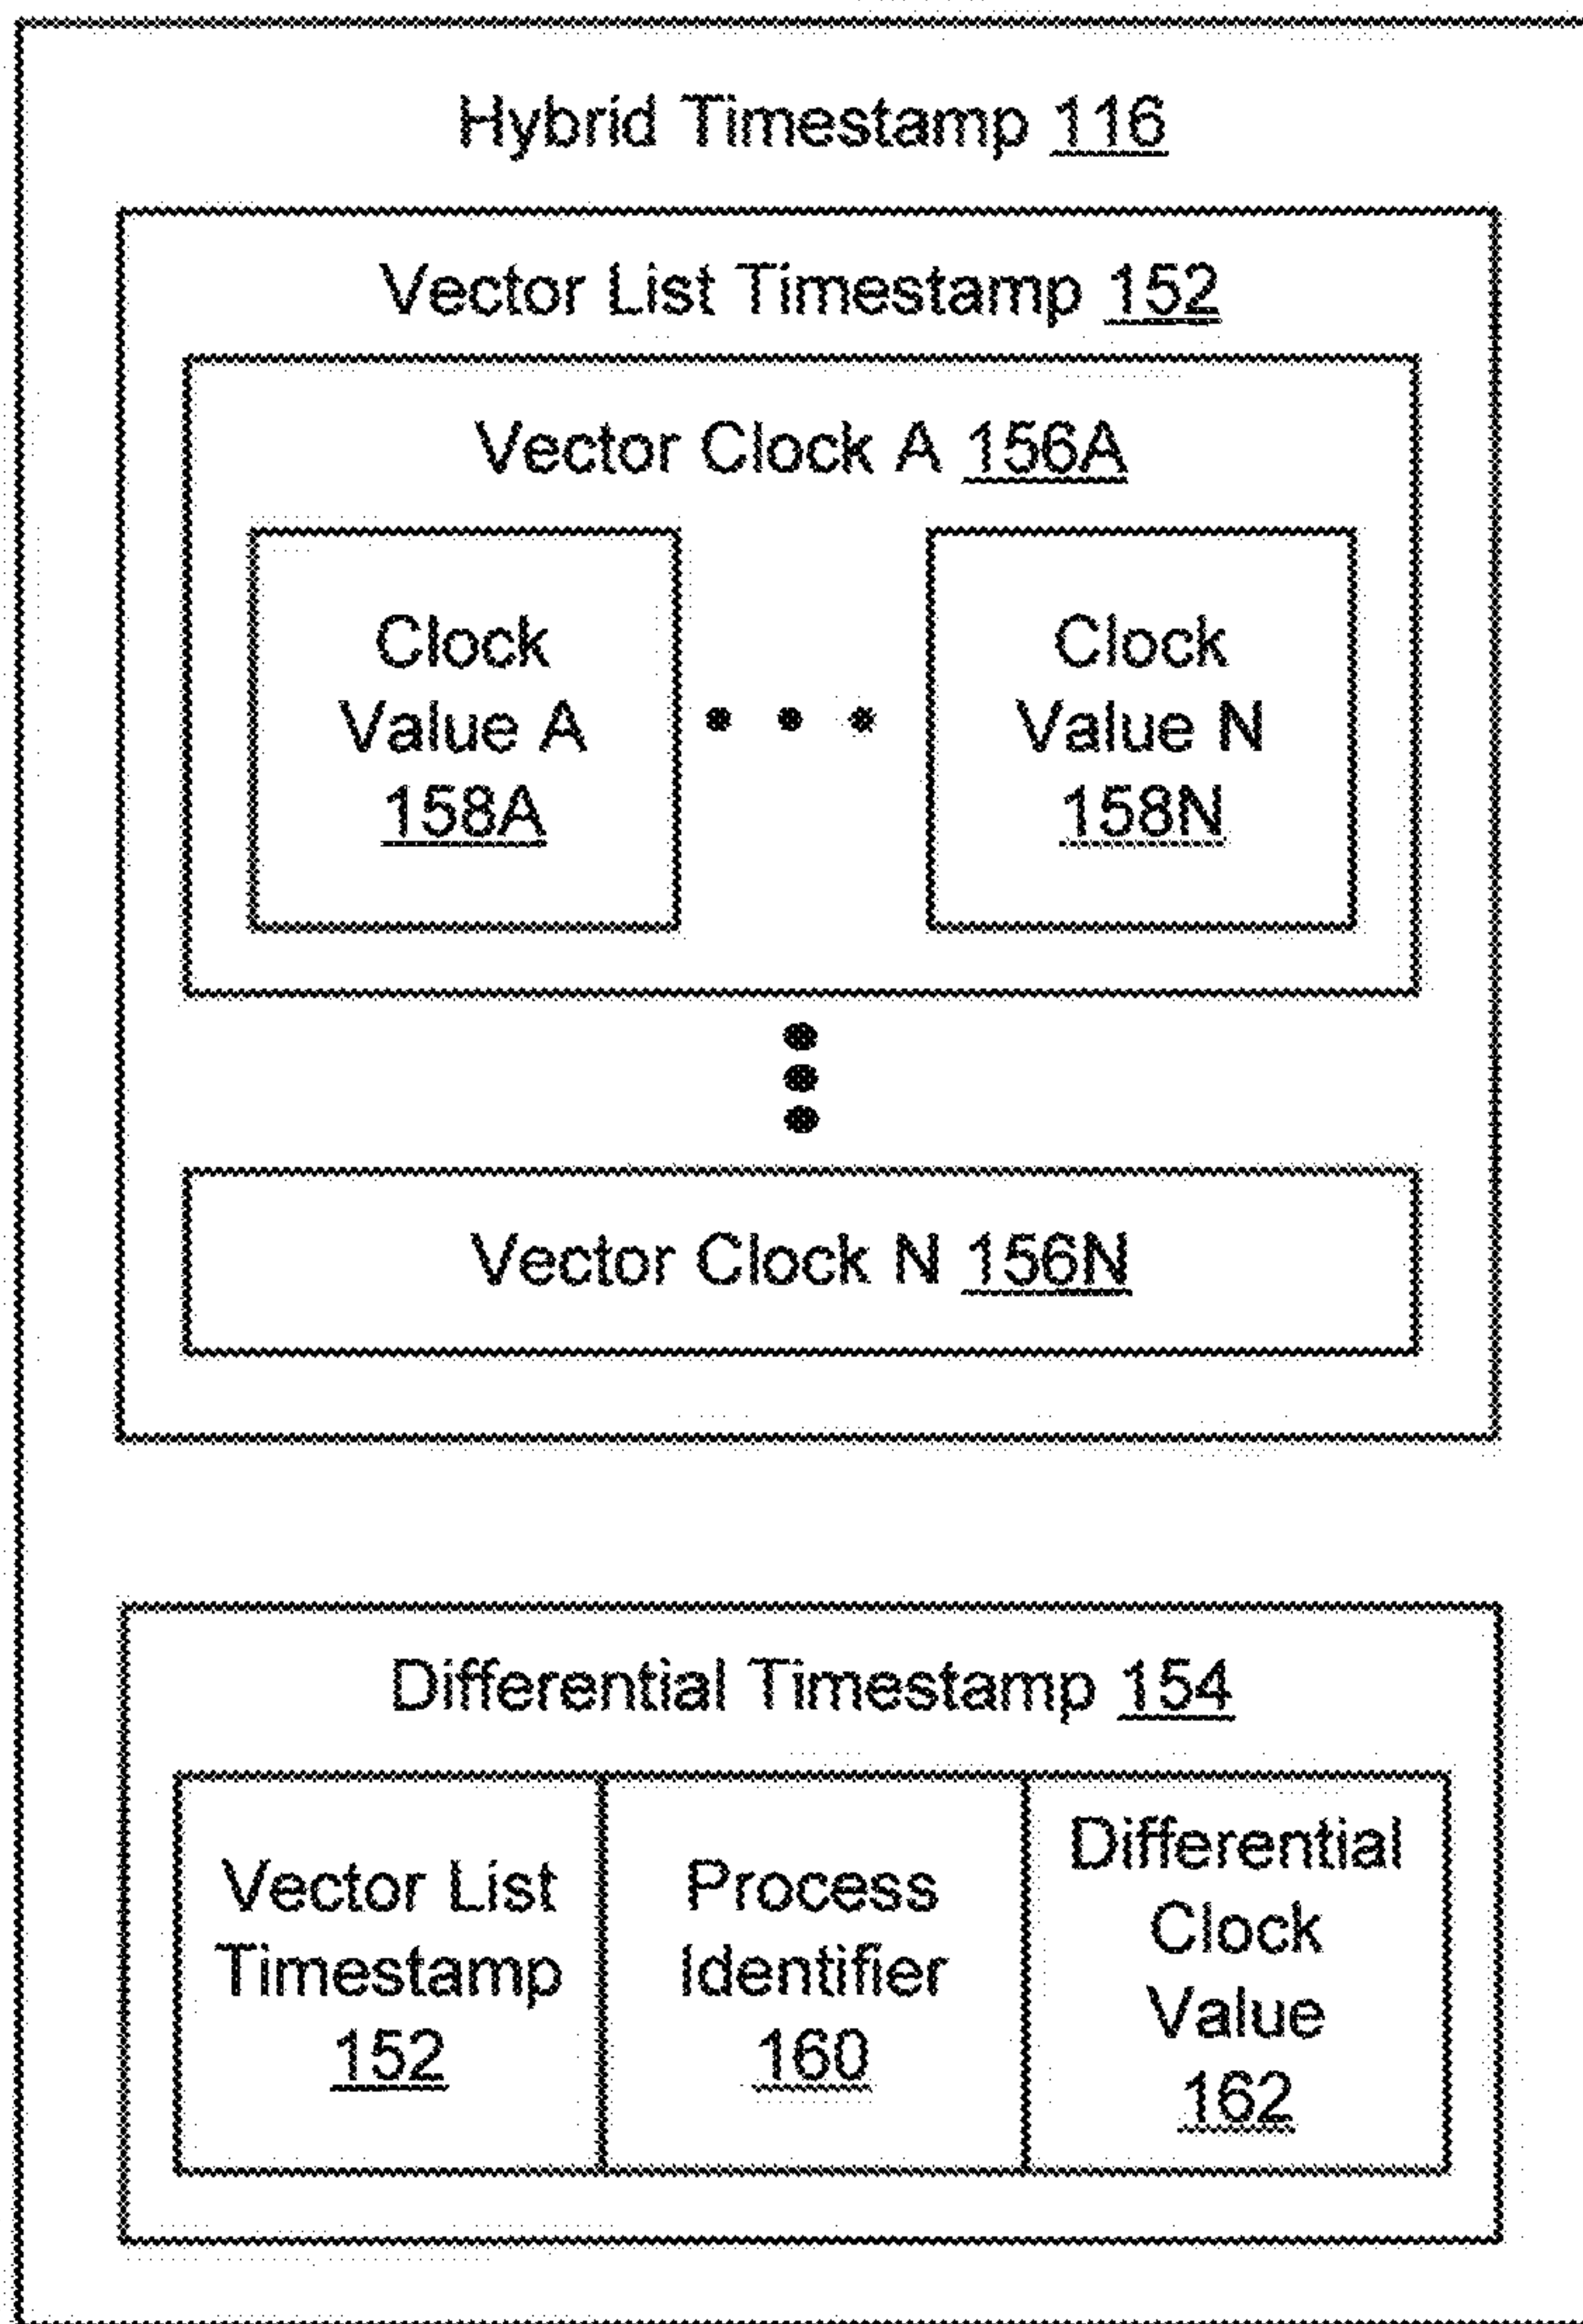 Hybrid Timestamp 116
Vector List Timestamp 152
Vector Clock A 156A
Clock
Value A
158A
Clock
Value N
158N
Vector Clock N 156N
Differential Timestamp 154
Vector List
Timestamp
152
Process
Identifier
160
Differential
Clock
Value
162